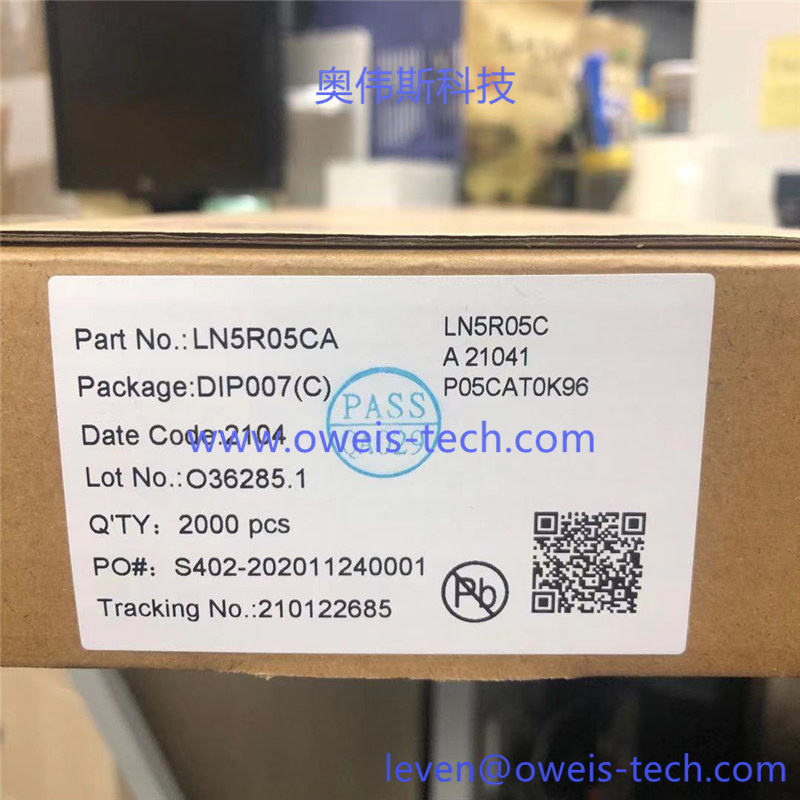 奥伟斯科技
Part No.:LN5R05CA
LN5R05C
A 21041
P05CAT0K96
Package:DIP007(C)
PASS
Date Code:2104
www.oweis-tech.com
Lot No.:O36285.1
Q'TY: 2000 pcs
PO#: S402-202011240001
Pb
Tracking No.:210122685
leven@oweis-tech.com